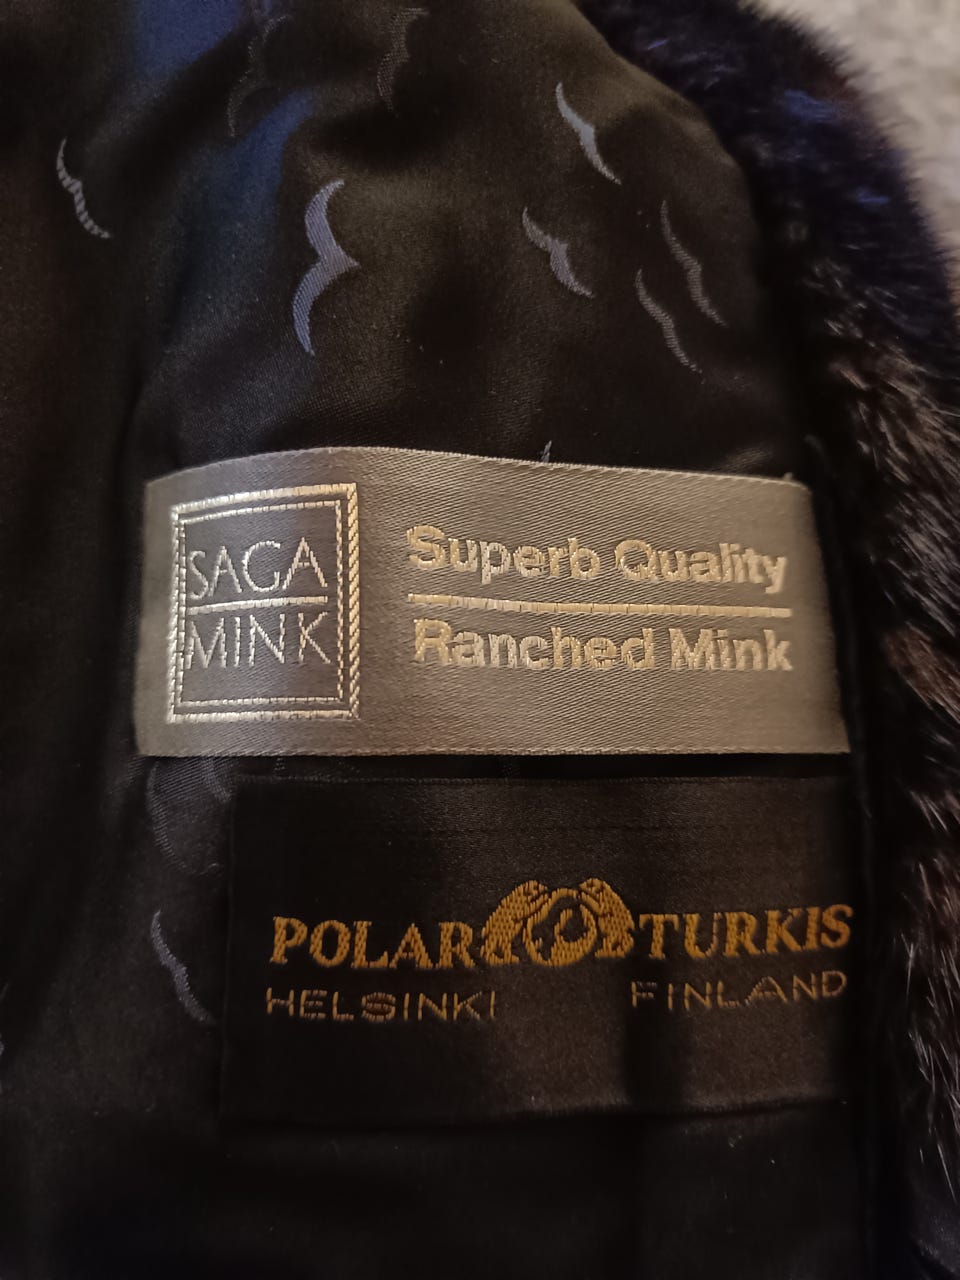 SAGA
MINK
Superb Quality
Ranched Mink
POLAR TURKIS
HELSINKI FINLAND